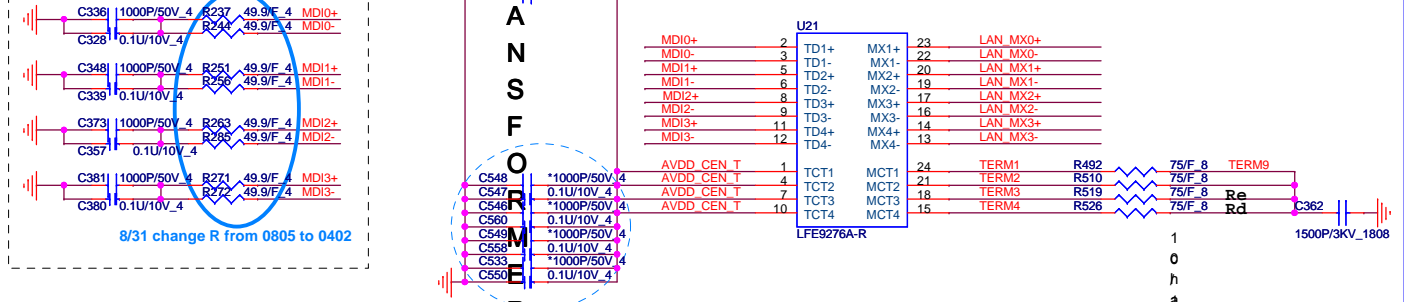 C336 1000P/50V_4 R237 49.9/F_4 MDI0+
R244 49.9/F_4 MDI0-
C328 0.1U/10V_4
C348 1000P/50V_4 R251 49.9/F_4 MDI1+
R256 49.9/F_4 MDI1-
C339 0.1U/10V_4
C373 1000P/50V_4 R263 49.9/F_4 MDI2+
R285 49.9/F_4 MDI2-
C357 0.1U/10V_4
C381 1000P/50V_4 R271 49.9/F_4 MDI3+
R272 49.9/F_4 MDI3-
C380 0.1U/10V_4
8/31 change R from 0805 to 0402
A
N
S
F
O
R
M
E
C548 *1000P/50V_4
C547 0.1U/10V_4
C546 *1000P/50V_4
C560 0.1U/10V_4
C549 *1000P/50V_4
C558 0.1U/10V_4
C533 *1000P/50V_4
C550 0.1U/10V_4
U21
MDI0+ 2 TD1+ MX1+ 23 LAN_MX0+
MDI0- 3 TD1- MX1- 22 LAN_MX0-
MDI1+ 5 TD2+ MX2+ 20 LAN_MX1+
MDI1- 6 TD2- MX2- 19 LAN_MX1-
MDI2+ 8 TD3+ MX3+ 17 LAN_MX2+
MDI2- 9 TD3- MX3- 16 LAN_MX2-
MDI3+ 11 TD4+ MX4+ 14 LAN_MX3+
MDI3- 12 TD4- MX4- 13 LAN_MX3-
AVDD_CEN_T 1 TCT1 MCT1 24 TERM1 R492 75/F_8 TERM9
AVDD_CEN_T 4 TCT2 MCT2 21 TERM2 R510 75/F_8
AVDD_CEN_T 7 TCT3 MCT3 18 TERM3 R519 75/F_8 Re
AVDD_CEN_T 10 TCT4 MCT4 15 TERM4 R526 75/F_8 Rd C362
LFE9276A-R
1500P/3KV_1808
1
o
h